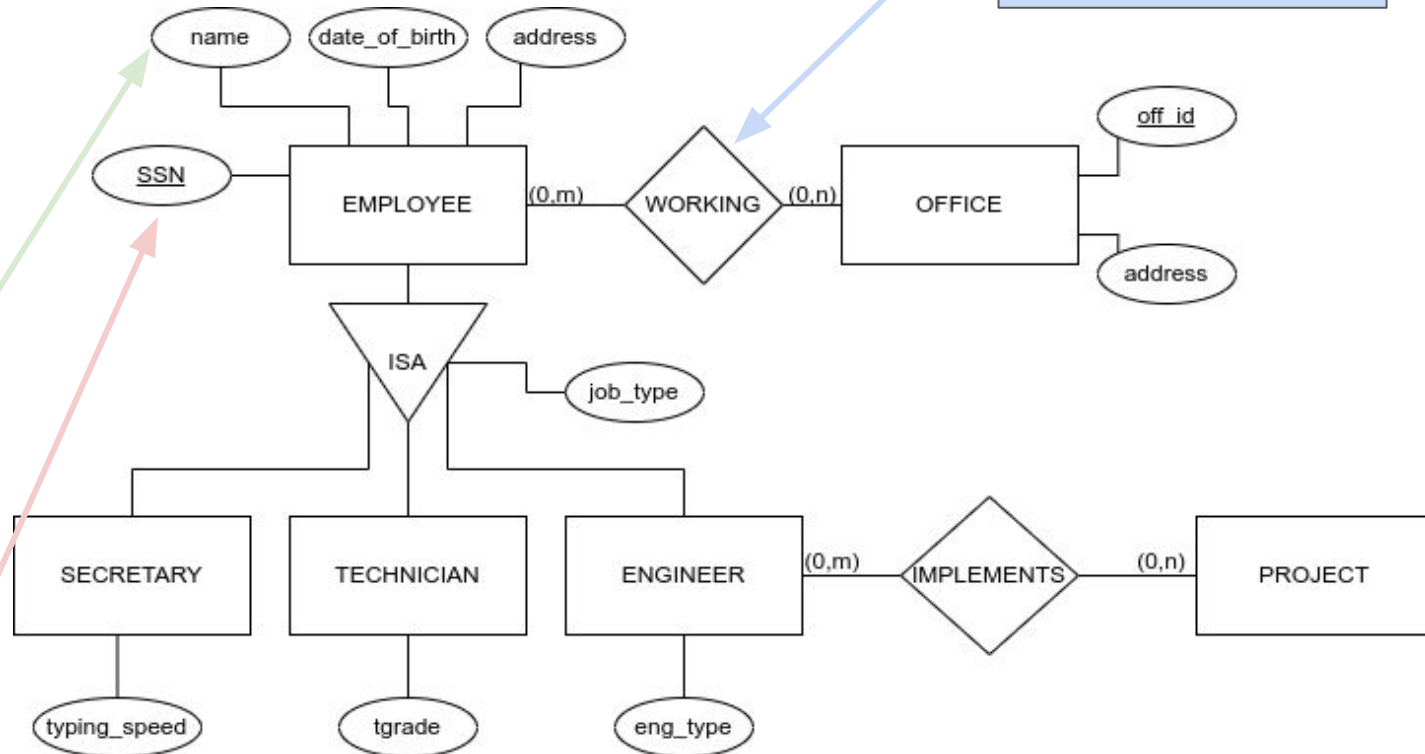 name
date_of_birth
address
off_id
SSN
EMPLOYEE
(0,m)
WORKING
(0,n)
OFFICE
address
ISA
job_type
SECRETARY
TECHNICIAN
ENGINEER
(0,m)
IMPLEMENTS
(0,n)
PROJECT
typing_speed
tgrade
eng_type